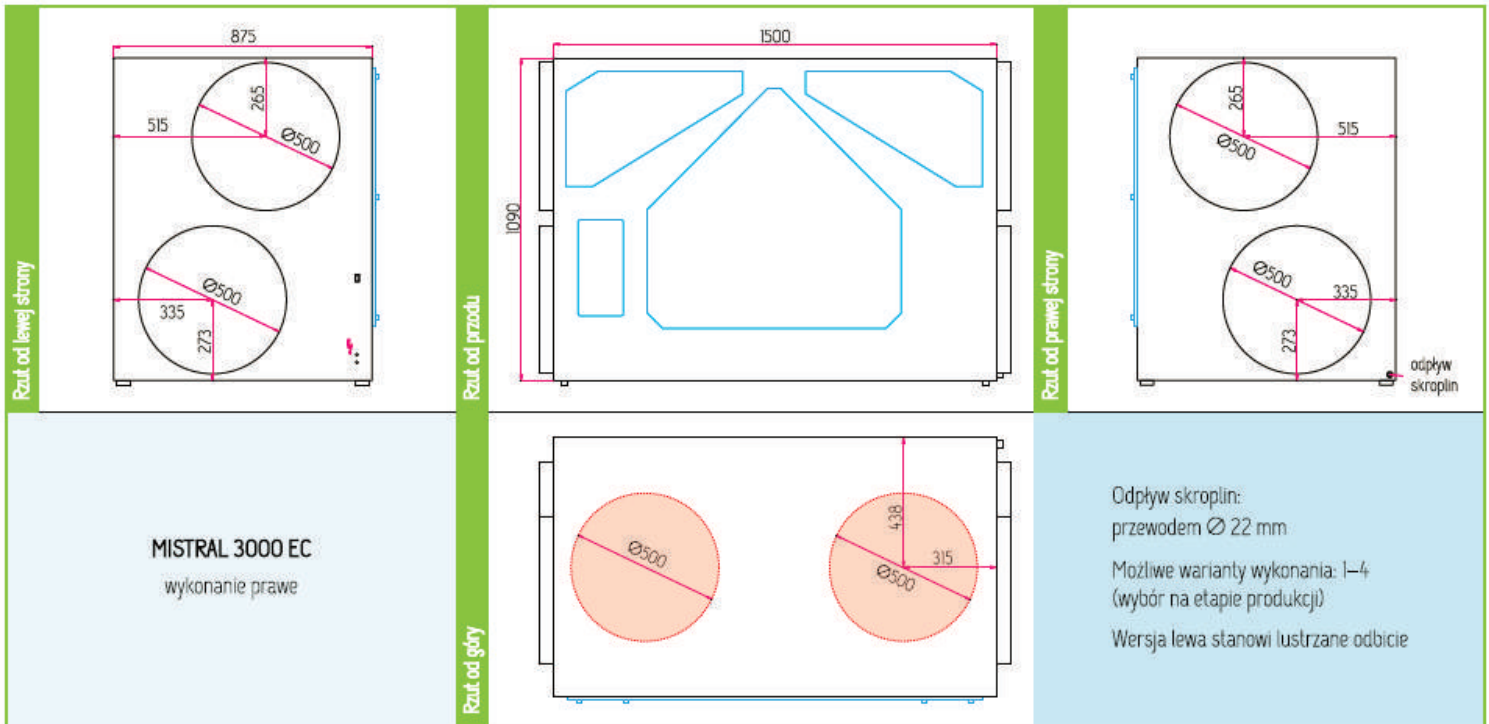 Rzut od lewej strony
875
265
515
Ø500
Ø500
335
273
Rzut od przodu
1500
1090
Rzut od prawej strony
265
515
Ø500
Ø500
335
273
odpływ
skroplin
MISTRAL 3000 EC
wykonanie prawe
Rzut od góry
438
315
Ø500
Ø500
Odpływ skroplin:
przewodem Ø 22 mm
Możliwe warianty wykonania: 1–4
(wybór na etapie produkcji)
Wersja lewa stanowi lustrzane odbicie